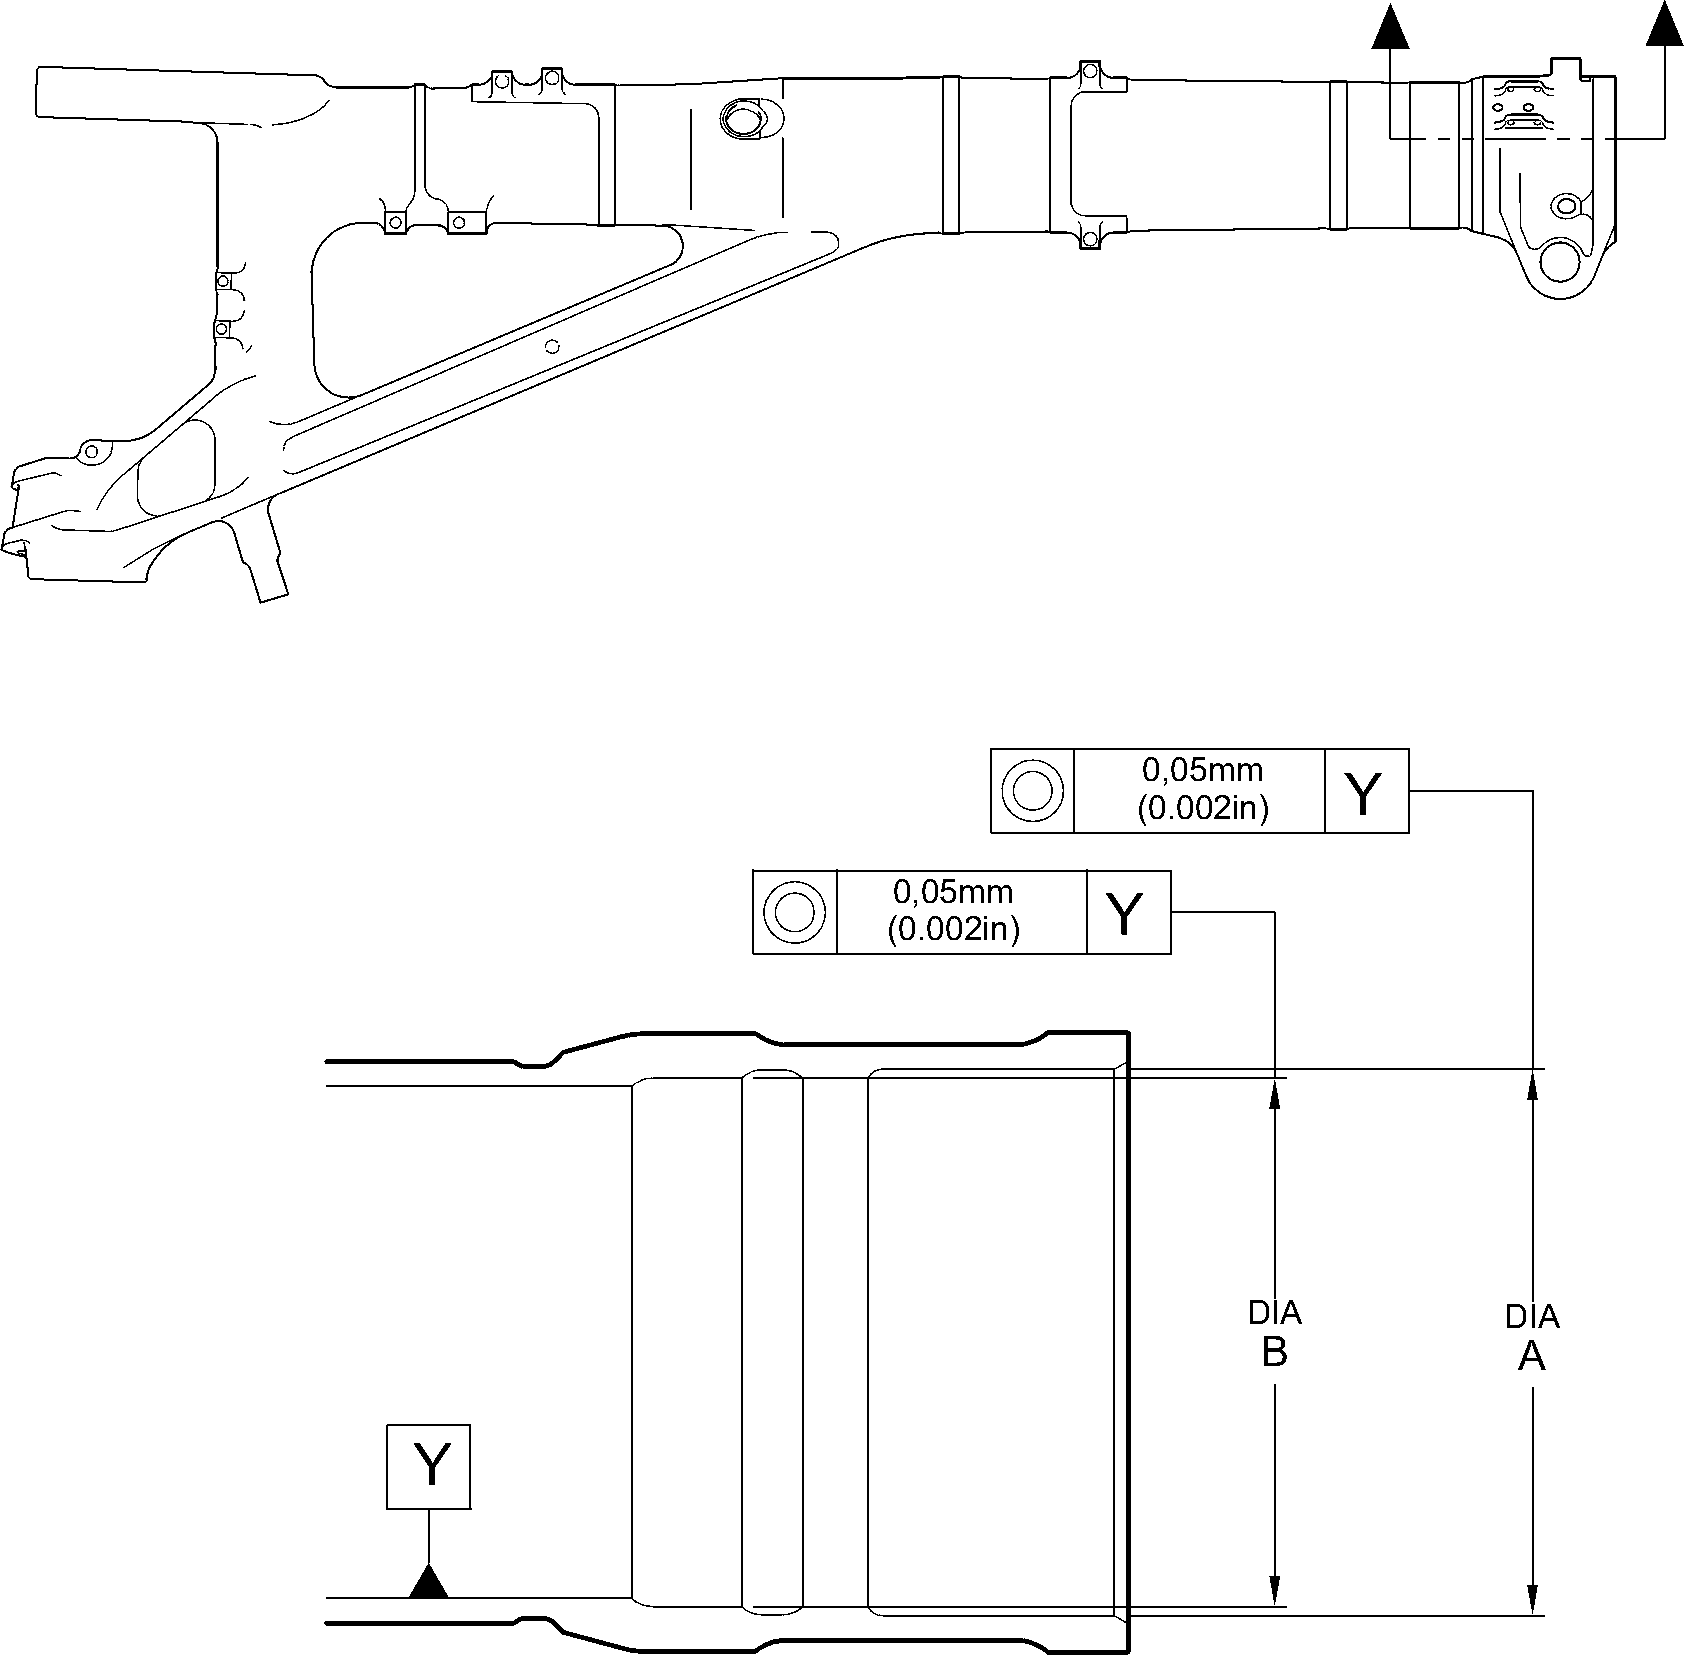 0,05mm
(0.002in)
Y
0,05mm
(0.002in)
Y
DIA
B
DIA
A
Y